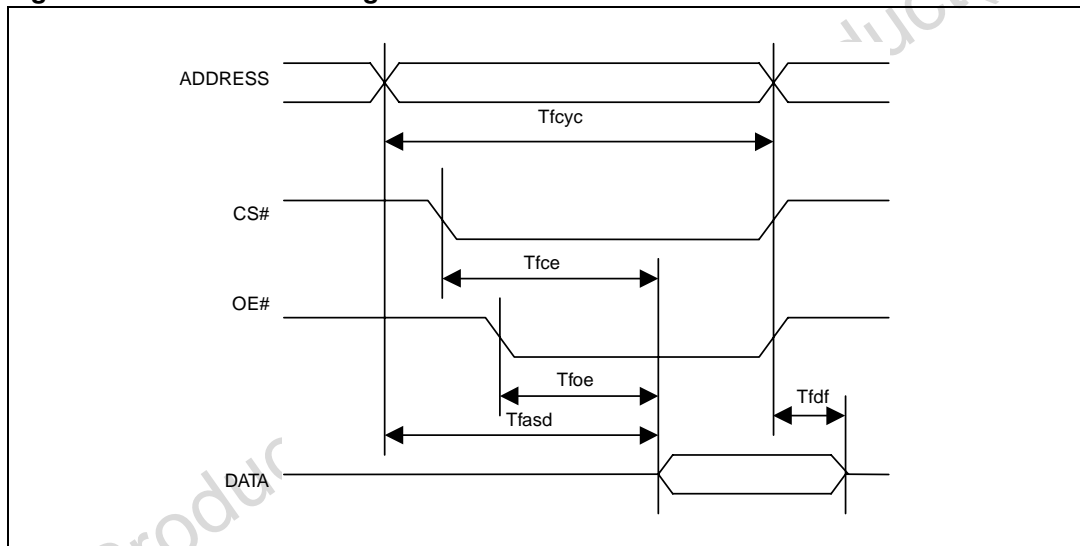 ADDRESS
Tfcyc
CS#
Tfce
OE#
Tfoe
Tfdf
Tfasd
DATA